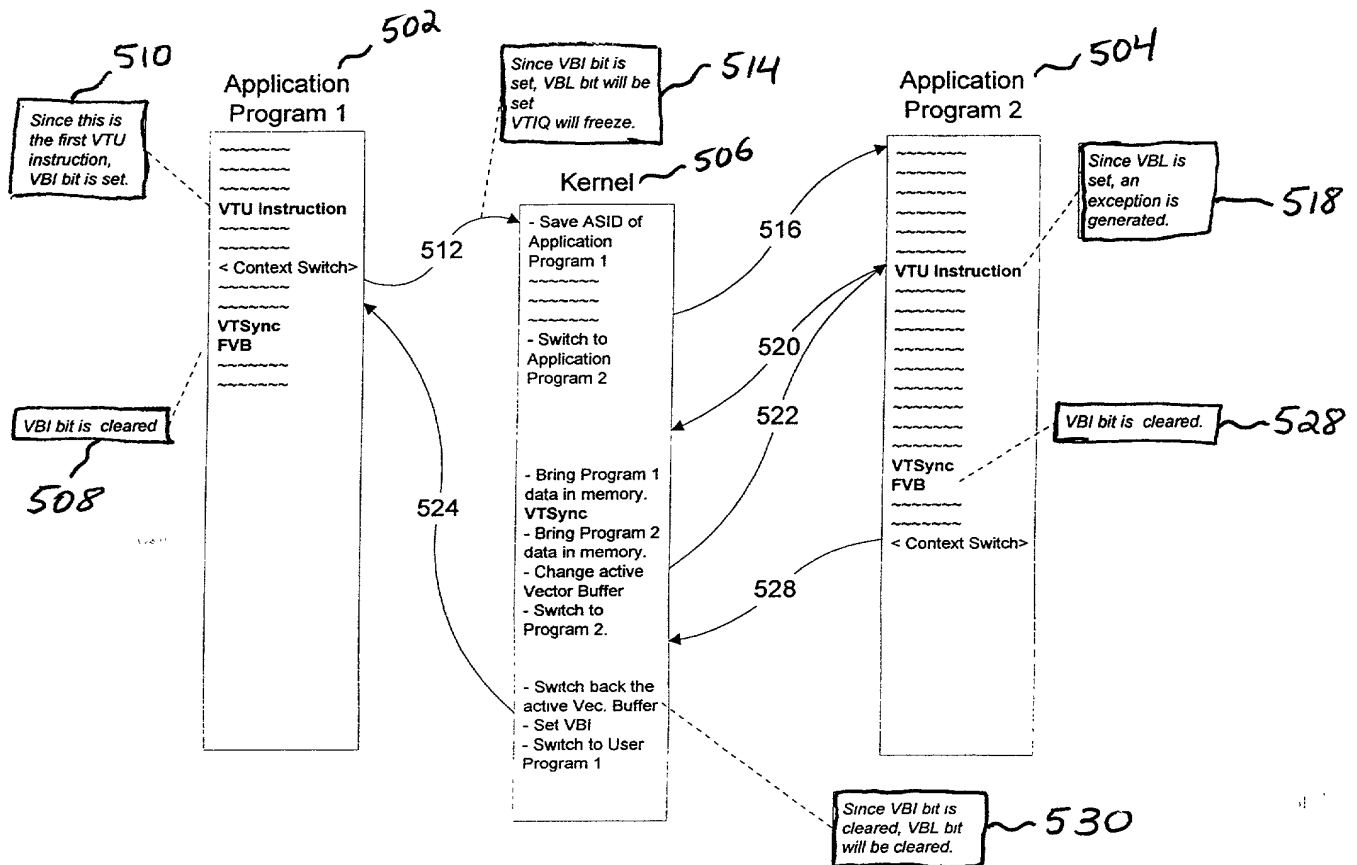 510
502
Application
Program 1
Since this is
the first VTU
instruction,
VBI bit is set.
VTU Instruction
< Context Switch>
VTSync
FVB
VBI bit is cleared
508
512
Since VBI bit is
set, VBL bit will be
set
VTIQ will freeze.
514
Kernel
506
- Save ASID of
Application
Program 1
- Switch to
Application
Program 2
- Bring Program 1
data in memory.
VTSync
- Bring Program 2
data in memory.
- Change active
Vector Buffer
- Switch to
Program 2.
- Switch back the
active Vec. Buffer
- Set VBI
- Switch to User
Program 1
516
520
522
524
528
Application
Program 2
504
Since VBL is
set, an
exception is
generated.
518
VTU Instruction
VTSync
FVB
< Context Switch>
VBI bit is cleared.
528
Since VBI bit is
cleared, VBL bit
will be cleared.
530